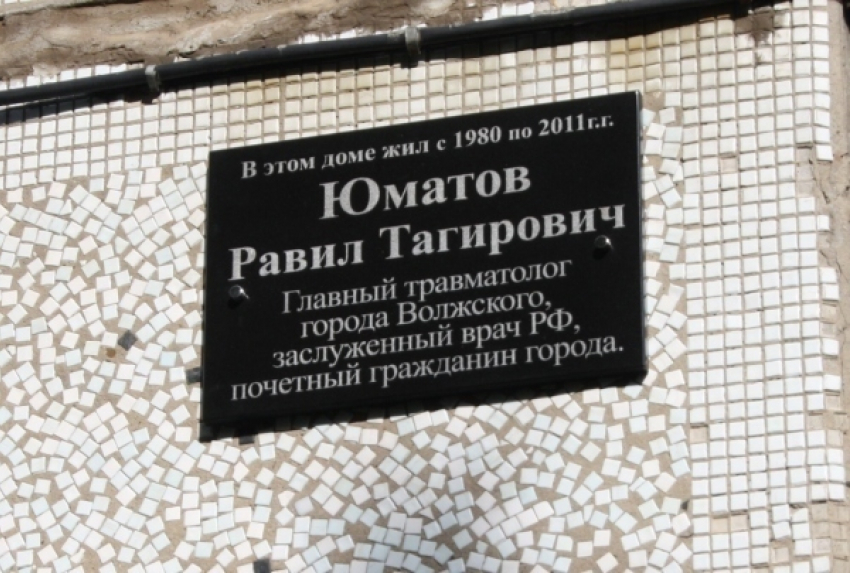 В этом доме жил с 1980 по 2011г.г.
Юматов
Равил Тагирович
Главный травматолог
города Волжского,
заслуженный врач РФ,
почетный гражданин города.